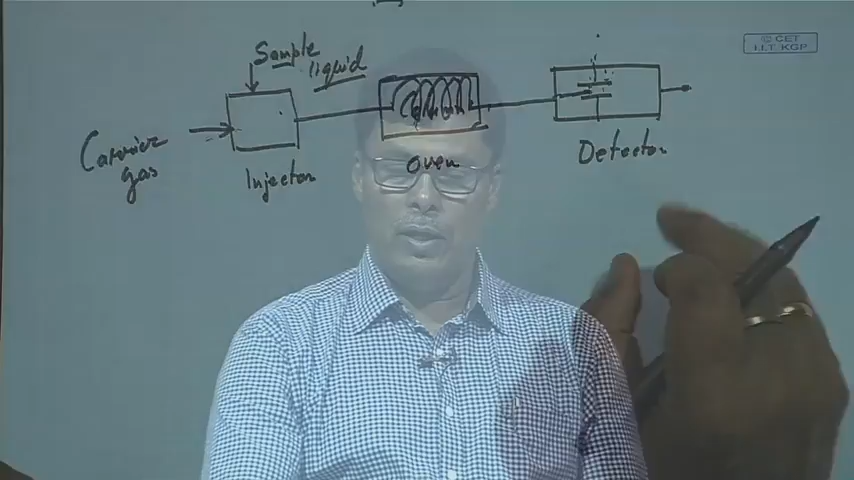 © CET
I.I.T. KGP
Sample
liquid
Carrier
gas
Injector
Oven
Detector